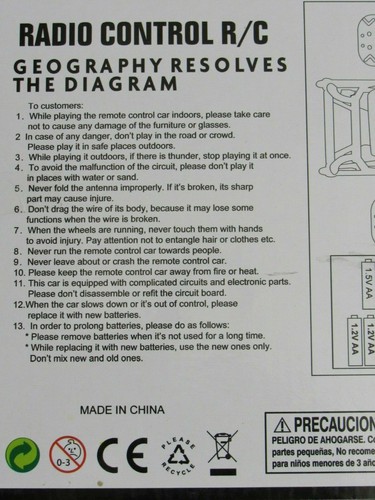 RADIO CONTROL R/C
GEOGRAPHY RESOLVES
THE DIAGRAM
To customers:
1. While playing the remote control car indoors, please take care
not to cause any damage of the furniture or glasses.
2 In case of any danger, don't play in the road or crowd.
Please play it in safe places outdoors.
3. While playing it outdoors, if there is thunder, stop playing it at once.
4. To avoid the malfunction of the circuit, please don't play it
in places with water or sand.
5. Never fold the antenna improperly. If it's broken, its sharp
part may cause injure.
6. Don't drag the wire of its body, because it may lose some
functions when the wire is broken.
7. When the wheels are running, never touch them with hands
to avoid injury. Pay attention not to entangle hair or clothes etc.
8. Never run the remote control car towards people.
9. Never leave about or crash the remote control car.
10. Please keep the remote control car away from fire or heat.
11. This car is equipped with complicated circuits and electronic parts.
Please don't disassemble or refit the circuit board.
12.When the car slows down or it's out of control, please
replace it with new batteries.
13. In order to prolong batteries, please do as follows:
* Please remove batteries when it's not used for a long time.
* While replacing it with new batteries, use the new ones only.
Don't mix new and old ones.
1.5V AA
1.2V AA
1.2V AA
MADE IN CHINA
0-3
CE
PLEASE
RECYCLE
PRECAUCION
PELIGRO DE AHOGARSE. Co
partes pequeñas, No recome
para niños menores de 3 año